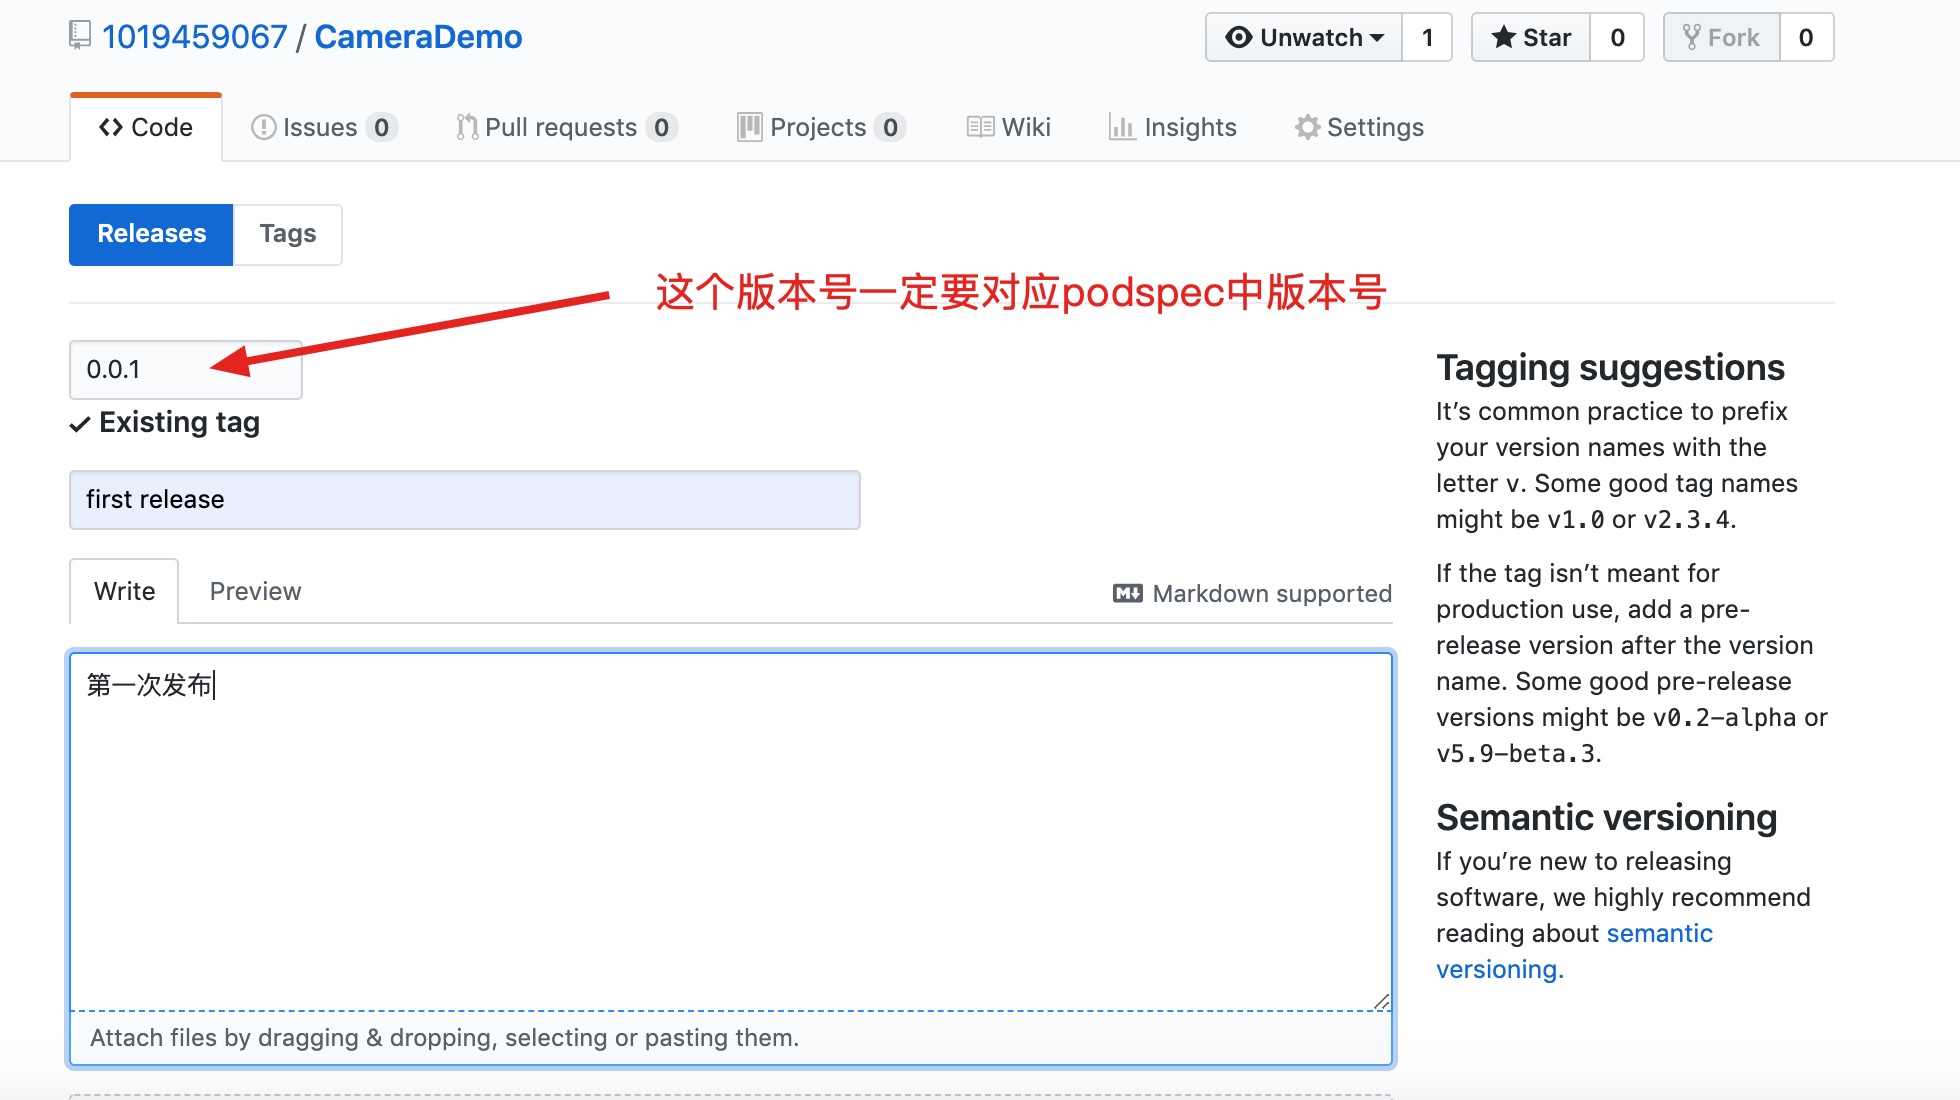 1019459067 / CameraDemo
Unwatch 1
Star 0
Fork 0
Code
Issues 0
Pull requests 0
Projects 0
Wiki
Insights
Settings
Releases
Tags
这个版本号一定要对应podspec中版本号
0.0.1
Existing tag
first release
Write
Preview
Markdown supported
第一次发布
Attach files by dragging & dropping, selecting or pasting them.
Tagging suggestions
It’s common practice to prefix
your version names with the
letter v. Some good tag names
might be v1.0 or v2.3.4.
If the tag isn’t meant for
production use, add a pre-
release version after the version
name. Some good pre-release
versions might be v0.2-alpha or
v5.9-beta.3.
Semantic versioning
If you’re new to releasing
software, we highly recommend
reading about semantic
versioning.